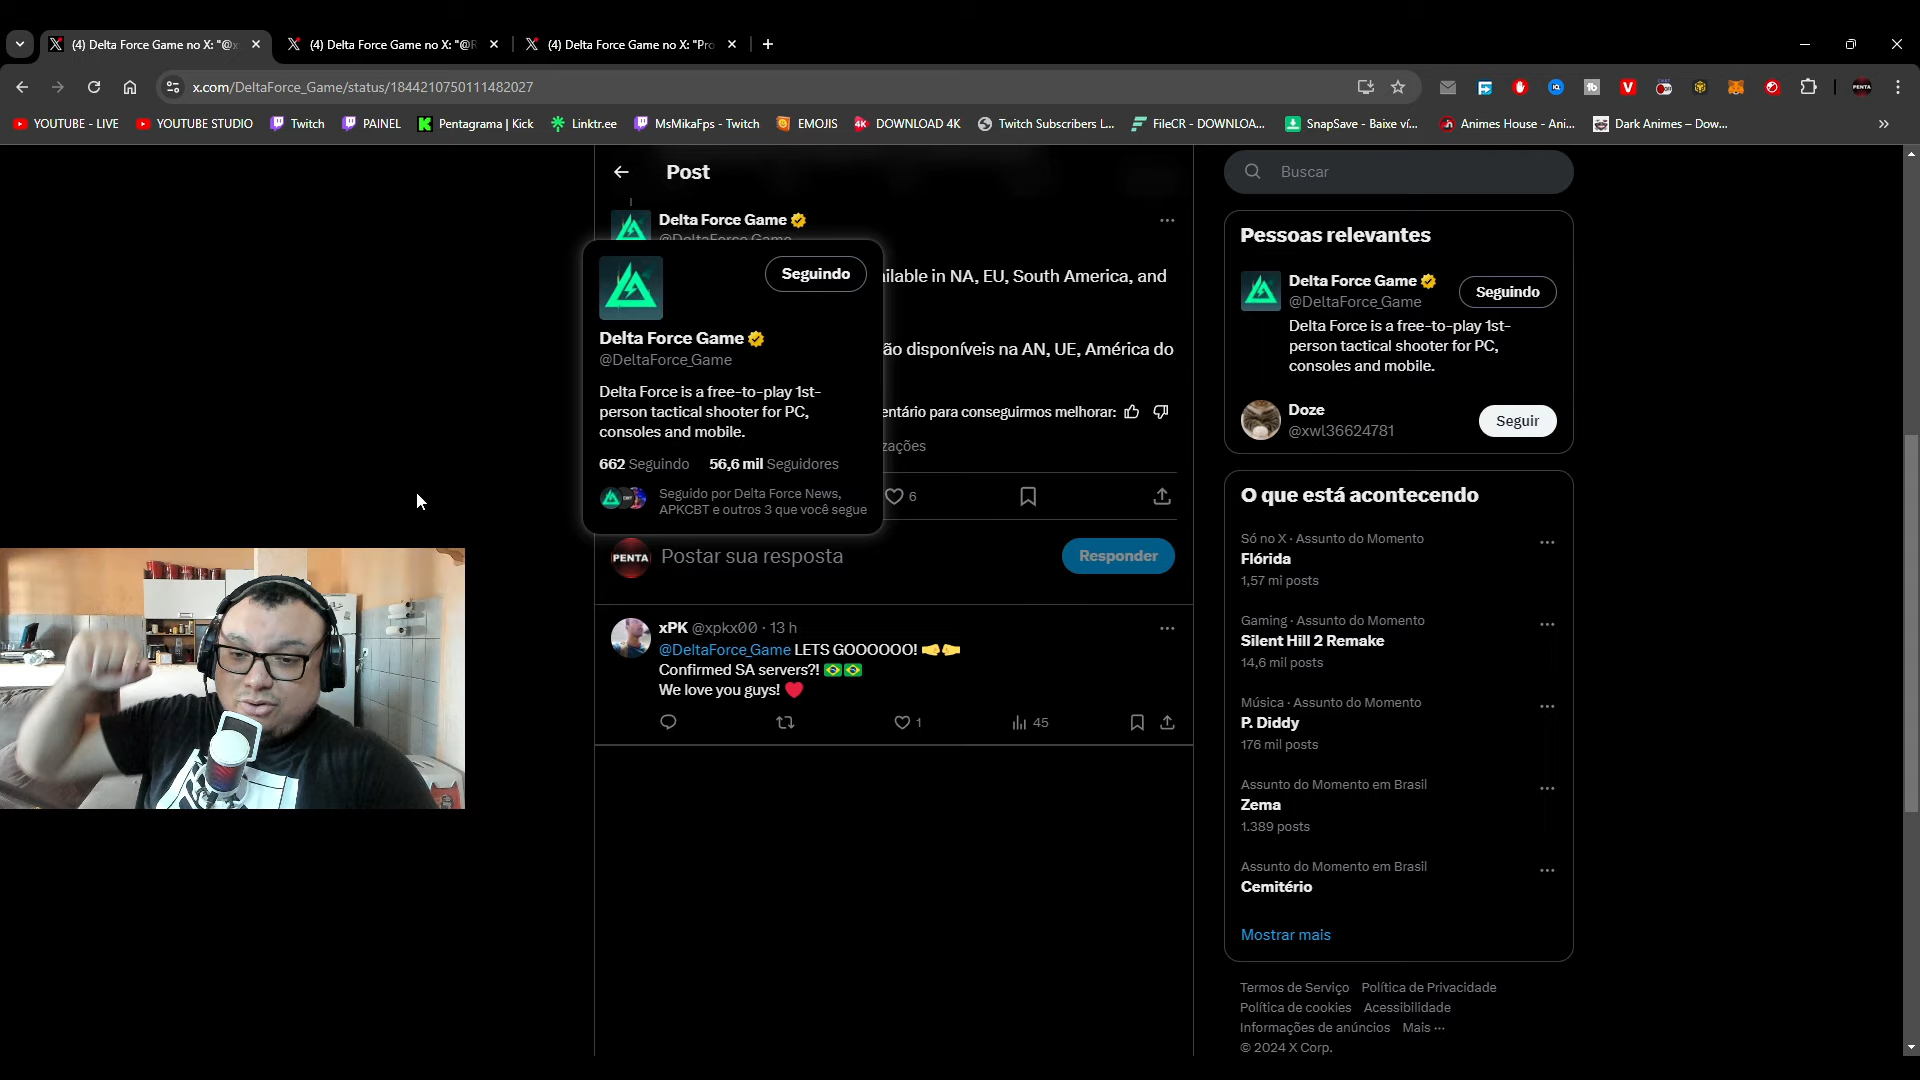 (4) Delta Force Game no X: "@x
(4) Delta Force Game no X: "@R
(4) Delta Force Game no X: "Pro
x.com/DeltaForce_Game/status/1844210750111482027
YOUTUBE - LIVE
YOUTUBE STUDIO
Twitch
PAINEL
Pentagrama | Kick
Linktr.ee
MsMikaFps - Twitch
EMOJIS
DOWNLOAD 4K
Twitch Subscribers L...
FileCR - DOWNLOA...
SnapSave - Baixe ví...
Animes House - Ani...
Dark Animes – Dow...
Post
Delta Force Game
@DeltaForce_Game
ilable in NA, EU, South America, and
ão disponíveis na AN, UE, América do
entário para conseguirmos melhorar:
zações
6
Seguindo
Delta Force Game
@DeltaForce_Game
Delta Force is a free-to-play 1st-
person tactical shooter for PC,
consoles and mobile.
662 Seguindo 56,6 mil Seguidores
Seguido por Delta Force News,
APKCBT e outros 3 que você segue
PENTA
Postar sua resposta
Responder
xPK @xpkx00 · 13 h
@DeltaForce_Game LETS GOOOOOO! 🤜🤛
Confirmed SA servers?! 🇧🇷🇧🇷
We love you guys! ❤️
1
45
Buscar
Pessoas relevantes
Delta Force Game
@DeltaForce_Game
Seguindo
Delta Force is a free-to-play 1st-
person tactical shooter for PC,
consoles and mobile.
Doze
@xwl36624781
Seguir
O que está acontecendo
Só no X · Assunto do Momento
Flórida
1,57 mi posts
Gaming · Assunto do Momento
Silent Hill 2 Remake
14,6 mil posts
Música · Assunto do Momento
P. Diddy
176 mil posts
Assunto do Momento em Brasil
Zema
1.389 posts
Assunto do Momento em Brasil
Cemitério
Mostrar mais
Termos de Serviço Política de Privacidade
Política de cookies Acessibilidade
Informações de anúncios Mais ···
© 2024 X Corp.